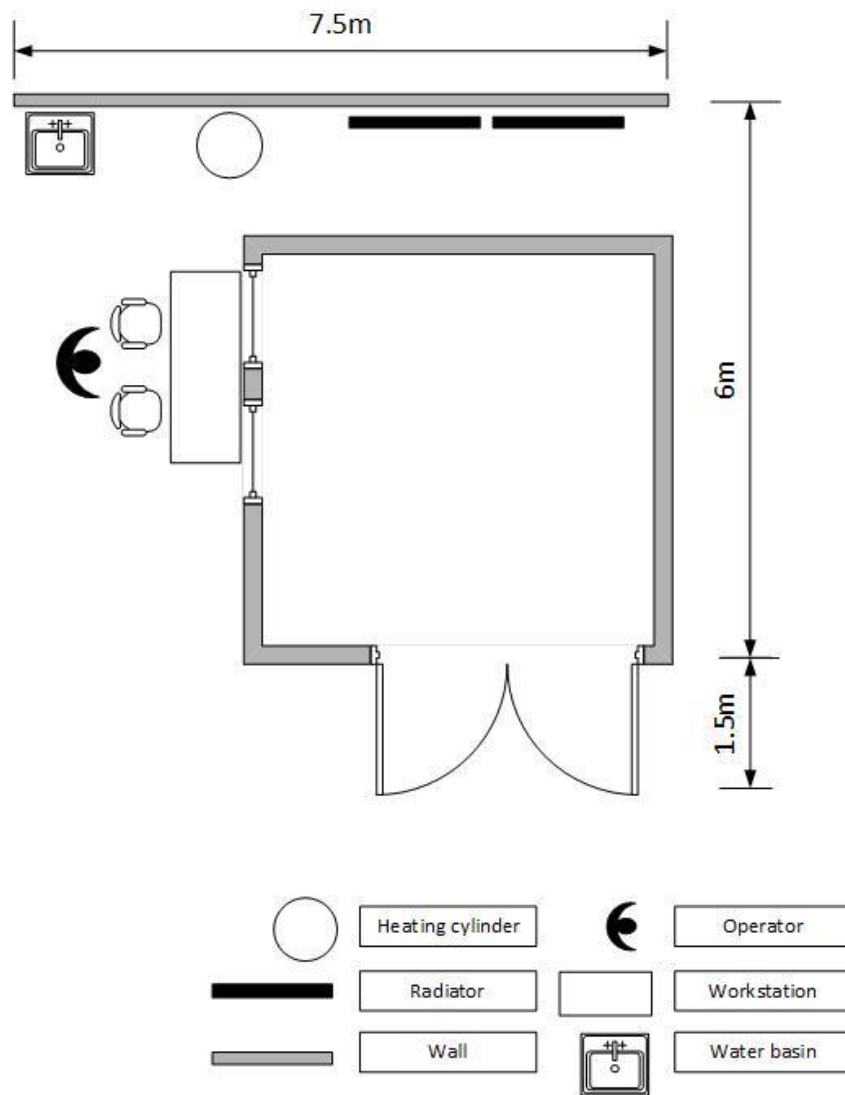 7.5m
6m
1.5m
Heating cylinder
Operator
Radiator
Workstation
Wall
Water basin